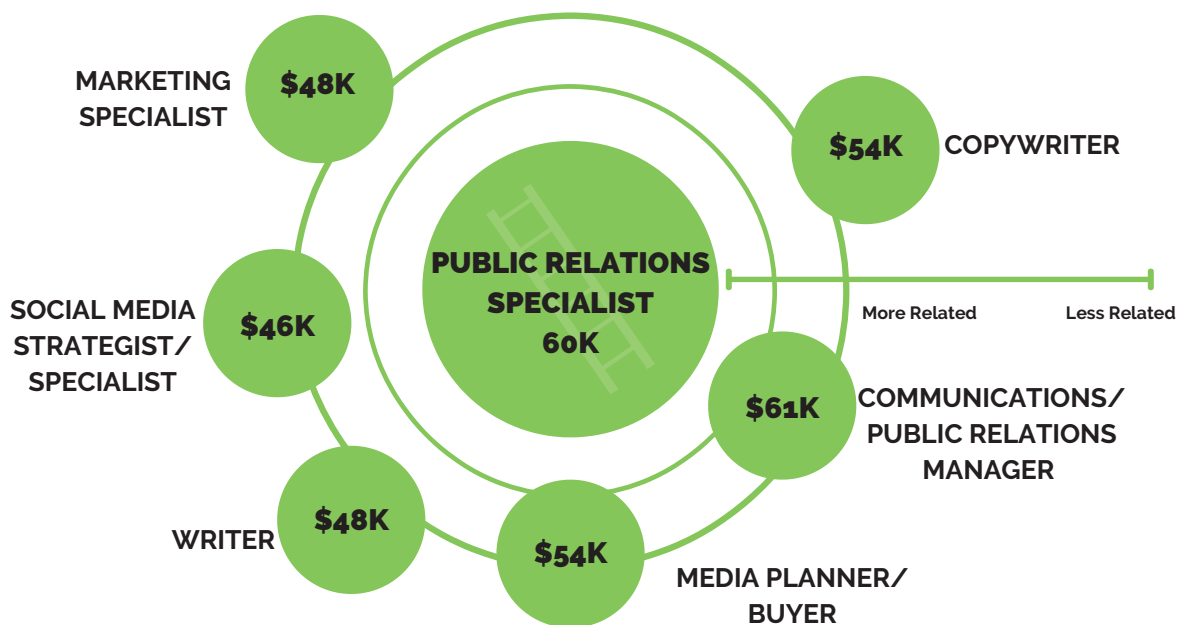 MARKETING
SPECIALIST
$48K
$54K
COPYWRITER
PUBLIC RELATIONS
SPECIALIST
60K
More Related
Less Related
SOCIAL MEDIA
STRATEGIST/
SPECIALIST
$46K
$61K
COMMUNICATIONS/
PUBLIC RELATIONS
MANAGER
WRITER
$48K
$54K
MEDIA PLANNER/
BUYER